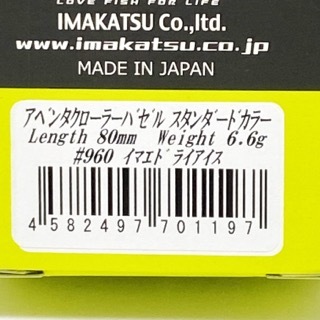 LOVE FISH FOR LIFE
IMAKATSU Co.,ltd.
www.imakatsu.co.jp
MADE IN JAPAN
アベンタクローラーバゼル スタンダードカラー
Length 80mm Weight 6.6g
#960 イマエドライアイス
4 582497 701197